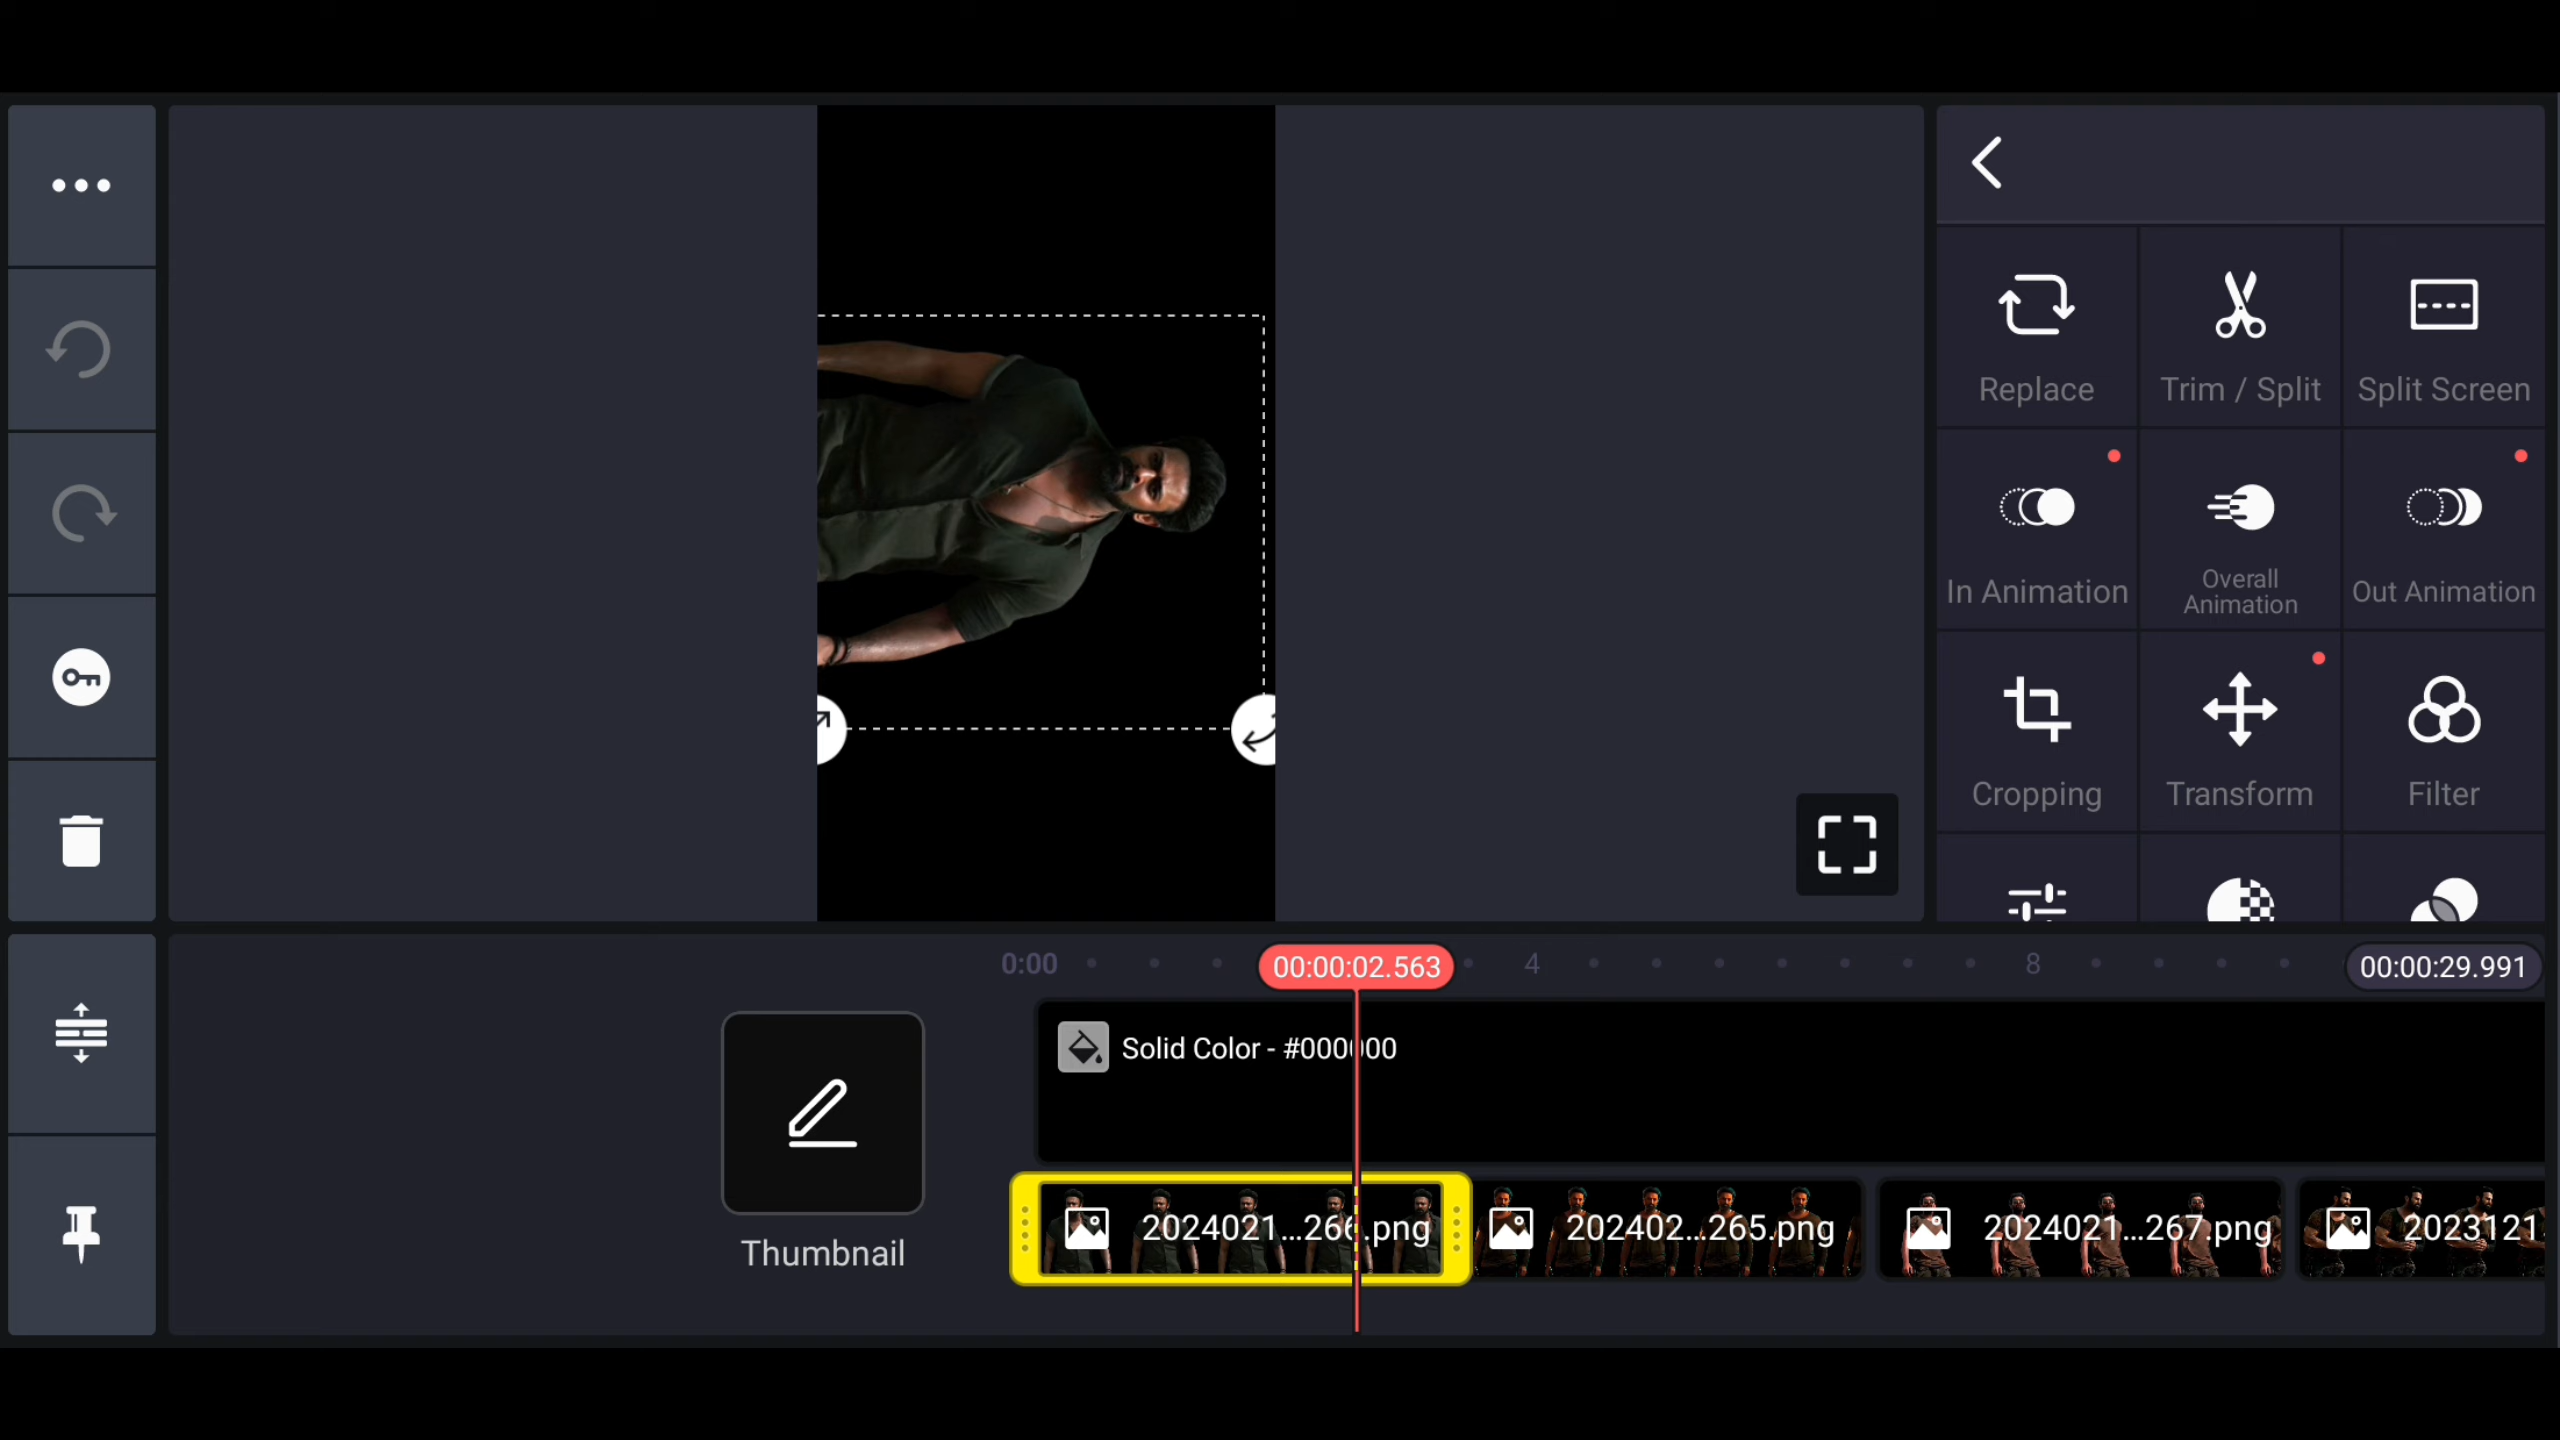 Replace
Trim / Split
Split Screen
In Animation
Overall
Animation
Out Animation
Cropping
Transform
Filter
0:00
00:00:02.563
4
8
00:00:29.991
Solid Color - #000000
Thumbnail
2024021...266.png
202402...265.png
2024021...267.png
2023121